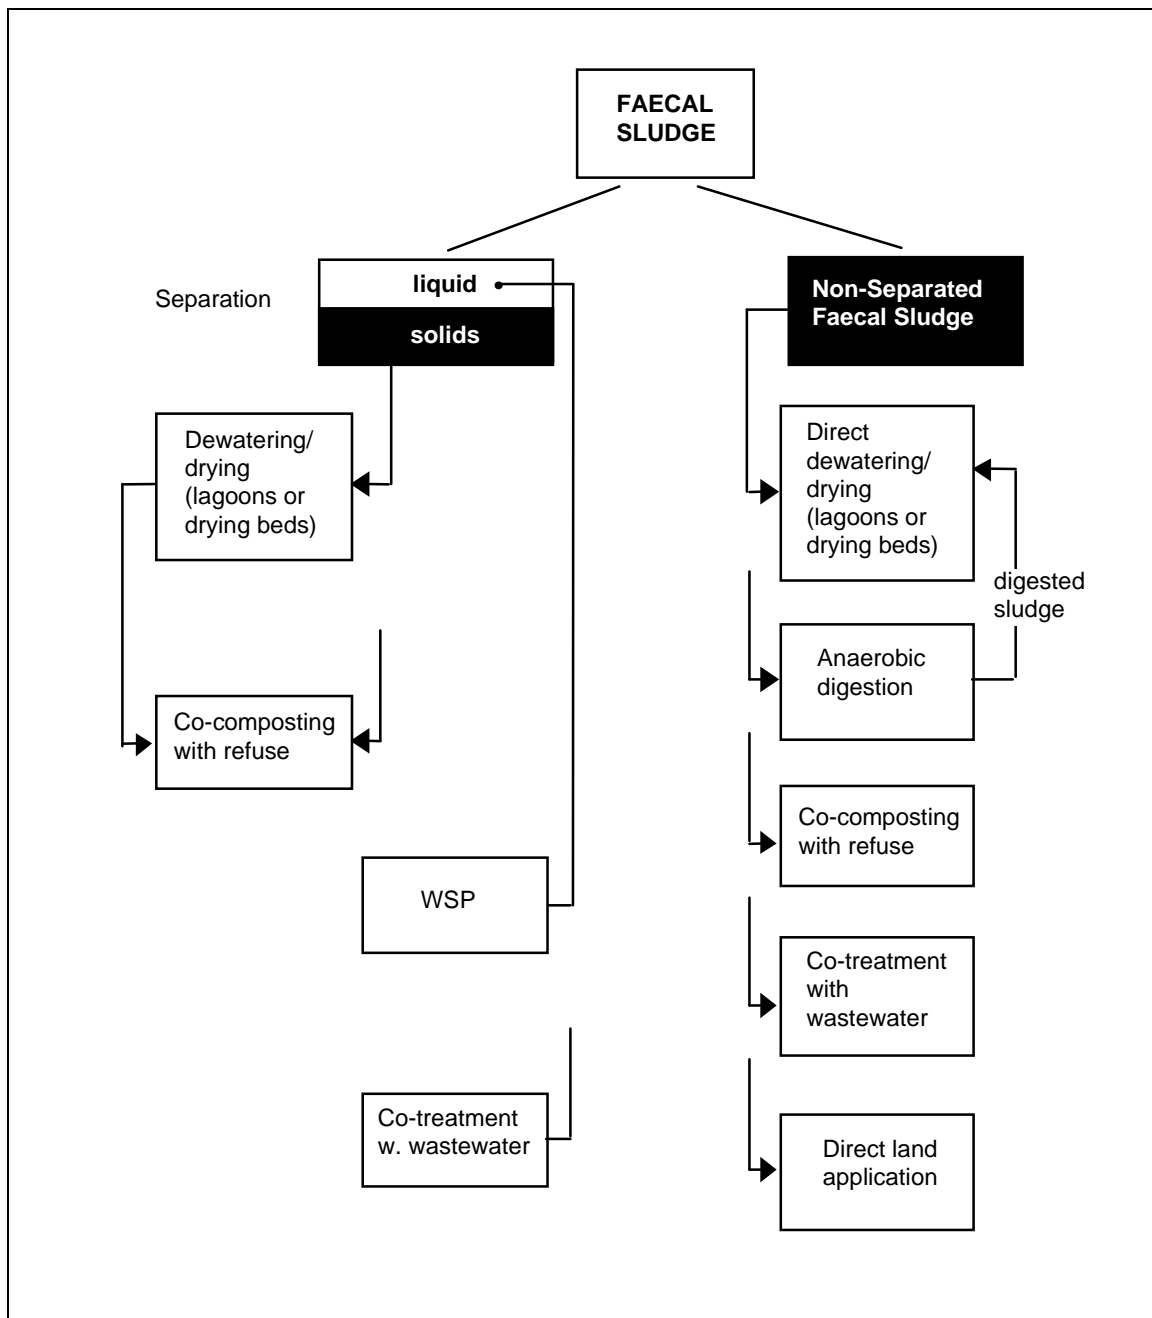 FAECAL
SLUDGE
Separation
liquid
solids
Non-Separated
Faecal Sludge
Dewatering/
drying
(lagoons or
drying beds)
Direct
dewatering/
drying
(lagoons or
drying beds)
digested
sludge
Anaerobic
digestion
Co-composting
with refuse
Co-composting
with refuse
WSP
Co-treatment
with
wastewater
Co-treatment
w. wastewater
Direct land
application